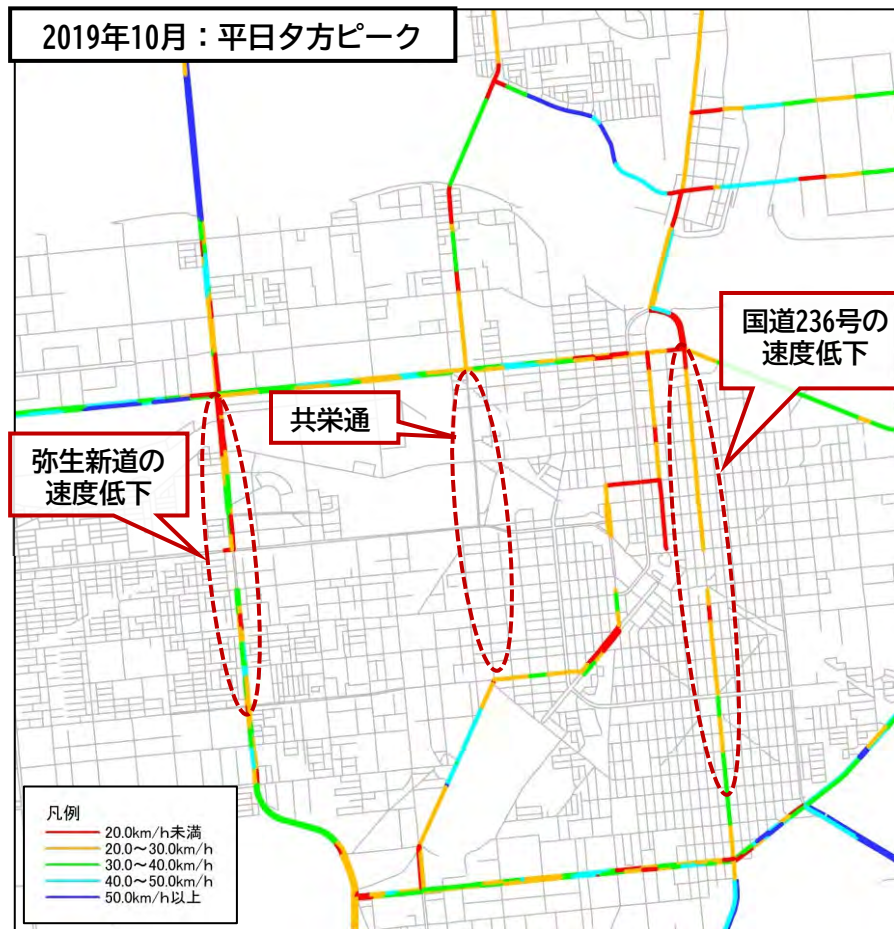 2019年10月：平日夕方ピーク
国道236号の
速度低下
共栄通
弥生新道の
速度低下
凡例
20.0km/h未満
20.0～30.0km/h
30.0～40.0km/h
40.0～50.0km/h
50.0km/h以上